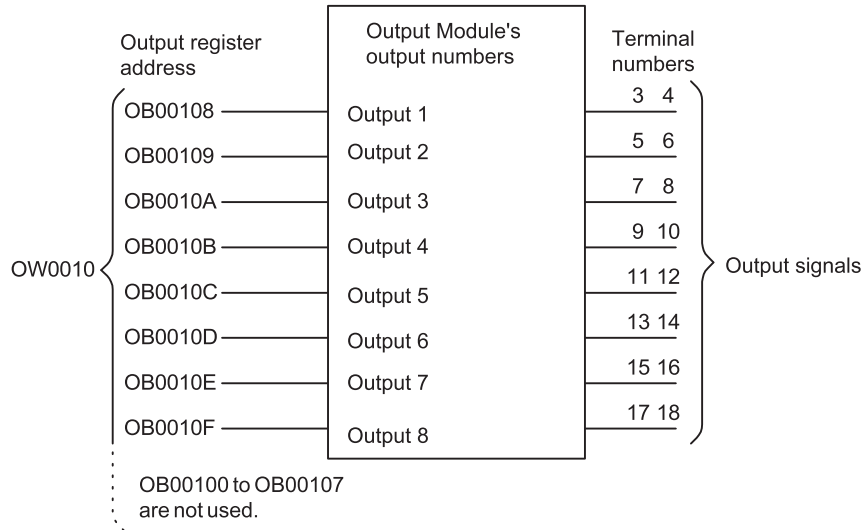 Output register
address
Output Module's
output numbers
Terminal
numbers
OB00108
Output 1
3 4
OB00109
Output 2
5 6
OB0010A
Output 3
7 8
OB0010B
Output 4
9 10
OW0010
Output signals
OB0010C
Output 5
11 12
OB0010D
Output 6
13 14
OB0010E
Output 7
15 16
OB0010F
Output 8
17 18
OB00100 to OB00107
are not used.